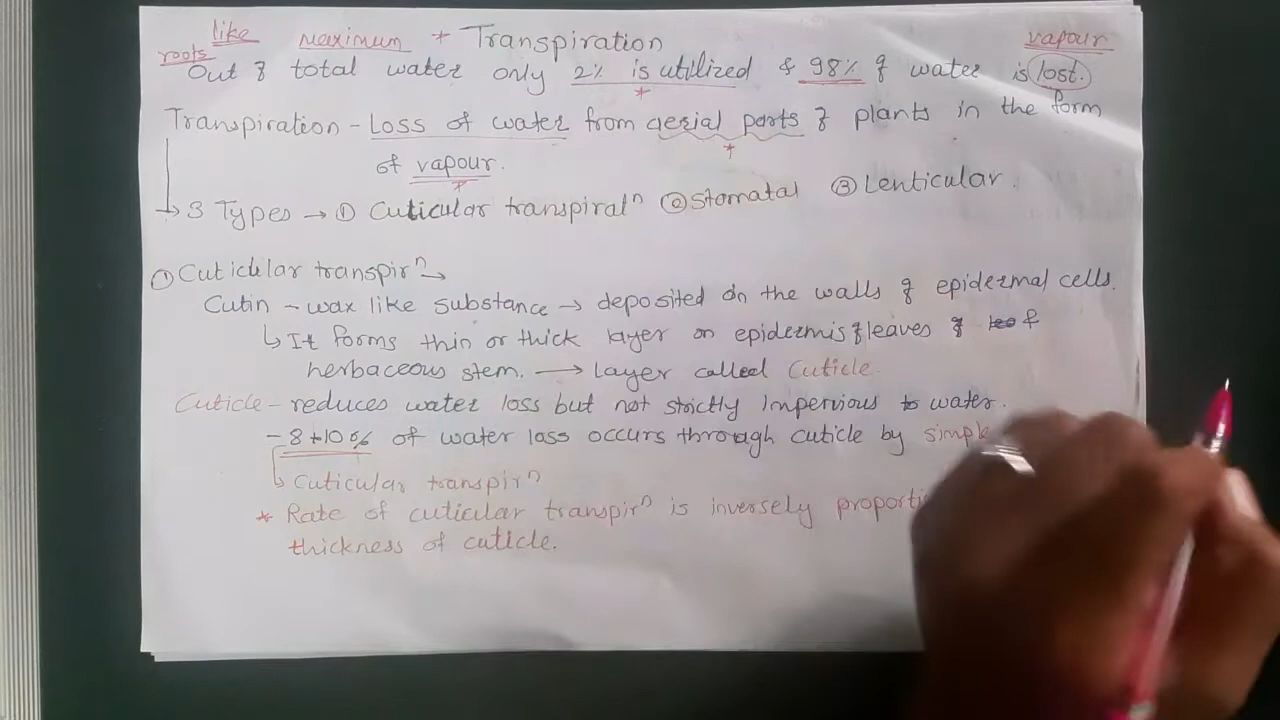 like maximum * Transpiration vapour
roots
Out of total water only 2% is utilized & 98% of water is lost.
Transpiration - Loss of water from aerial parts of plants in the form
of vapour.
→ 3 Types → ① Cuticular transpiraln ② Stomatal ③ Lenticular.
① Cuticular transpirn →
Cutin - wax like substance → deposited on the walls of epidermal cells.
↳ It forms thin or thick layer on epidermis of leaves &
herbaceous stem. → layer called Cuticle.
Cuticle - reduces water loss but not strictly impervious to water.
- 8 to 10% of water loss occurs through cuticle by
↳ Cuticular transpirn
* Rate of cuticular transpirn is inversely
thickness of cuticle.